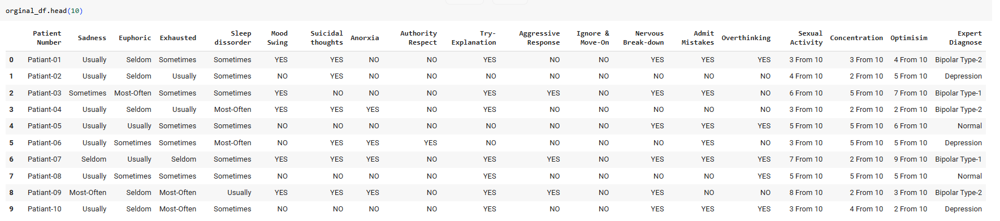 orginal_df.head(10)
Patient Number Sadness Euphoric Exhausted Sleep dissorder Mood Swing Suicidal thoughts Anorxia Authority Respect Try-Explanation Aggressive Response Ignore & Move-On Nervous Break-down Admit Mistakes Overthinking Sexual Activity Concentration Optimisim Expert Diagnose
0 Patiant-01 Usually Seldom Sometimes Sometimes YES YES NO NO YES NO NO YES YES YES 3 From 10 3 From 10 4 From 10 Bipolar Type-2
1 Patiant-02 Usually Seldom Usually Sometimes NO YES NO NO NO NO NO NO NO NO 4 From 10 2 From 10 5 From 10 Depression
2 Patiant-03 Sometimes Most-Often Sometimes Sometimes YES NO NO NO YES YES NO YES YES NO 6 From 10 5 From 10 7 From 10 Bipolar Type-1
3 Patiant-04 Usually Seldom Usually Most-Often YES YES YES NO YES NO NO NO NO NO 3 From 10 2 From 10 2 From 10 Bipolar Type-2
4 Patiant-05 Usually Usually Sometimes Sometimes NO NO NO NO NO NO NO YES YES YES 5 From 10 5 From 10 6 From 10 Normal
5 Patiant-06 Usually Sometimes Sometimes Most-Often NO YES YES YES NO NO NO NO YES NO 3 From 10 5 From 10 5 From 10 Depression
6 Patiant-07 Seldom Usually Seldom Sometimes YES YES YES NO YES YES NO YES YES YES 7 From 10 2 From 10 9 From 10 Bipolar Type-1
7 Patiant-08 Usually Sometimes Sometimes Sometimes NO NO NO NO YES NO NO NO NO YES 5 From 10 5 From 10 5 From 10 Normal
8 Patiant-09 Most-Often Seldom Most-Often Usually YES YES YES NO YES YES NO YES NO NO 8 From 10 2 From 10 3 From 10 Bipolar Type-2
9 Patiant-10 Usually Seldom Most-Often Sometimes NO NO NO NO YES NO NO YES YES YES 3 From 10 4 From 10 2 From 10 Depression